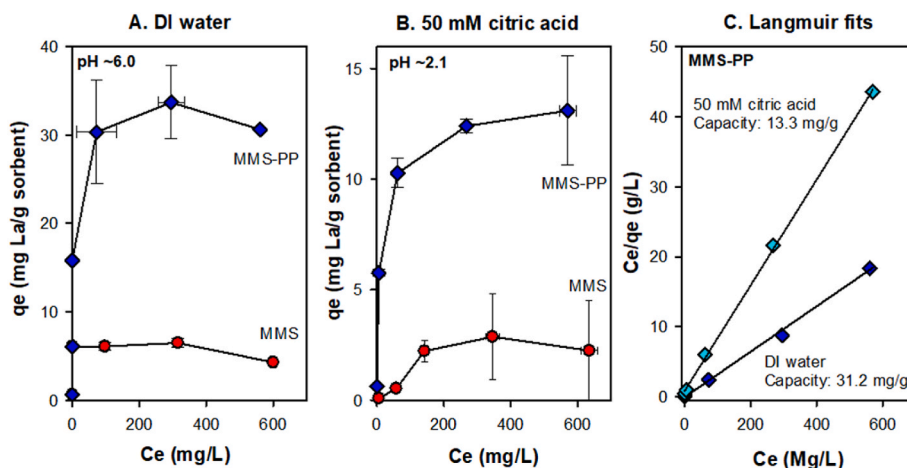 A. DI water
40
30
20
10
0
qe (mg La/g sorbent)
pH ~6.0
MMS-PP
MMS
0 200 400 600
Ce (mg/L)
B. 50 mM citric acid
15
10
5
0
qe (mg La/g sorbent)
pH ~2.1
MMS-PP
MMS
0 200 400 600
Ce (mg/L)
C. Langmuir fits
50
40
30
20
10
0
Ce/qe (g/L)
MMS-PP
50 mM citric acid
Capacity: 13.3 mg/g
DI water
Capacity: 31.2 mg/g
0 200 400 600
Ce (Mg/L)